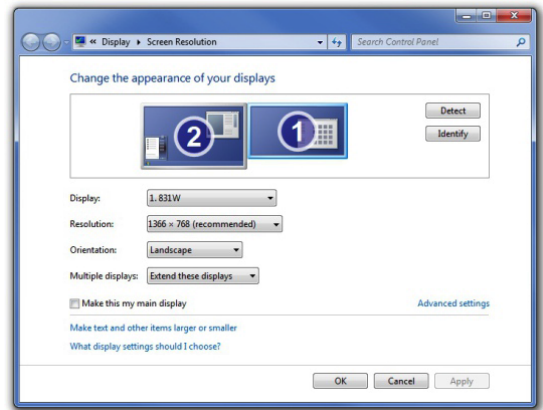 « Display ▸ Screen Resolution
Search Control Panel
Change the appearance of your displays
2 1
Detect
Identify
Display: 1. 831W
Resolution: 1366 × 768 (recommended)
Orientation: Landscape
Multiple displays: Extend these displays
Make this my main display
Advanced settings
Make text and other items larger or smaller
What display settings should I choose?
OK Cancel Apply